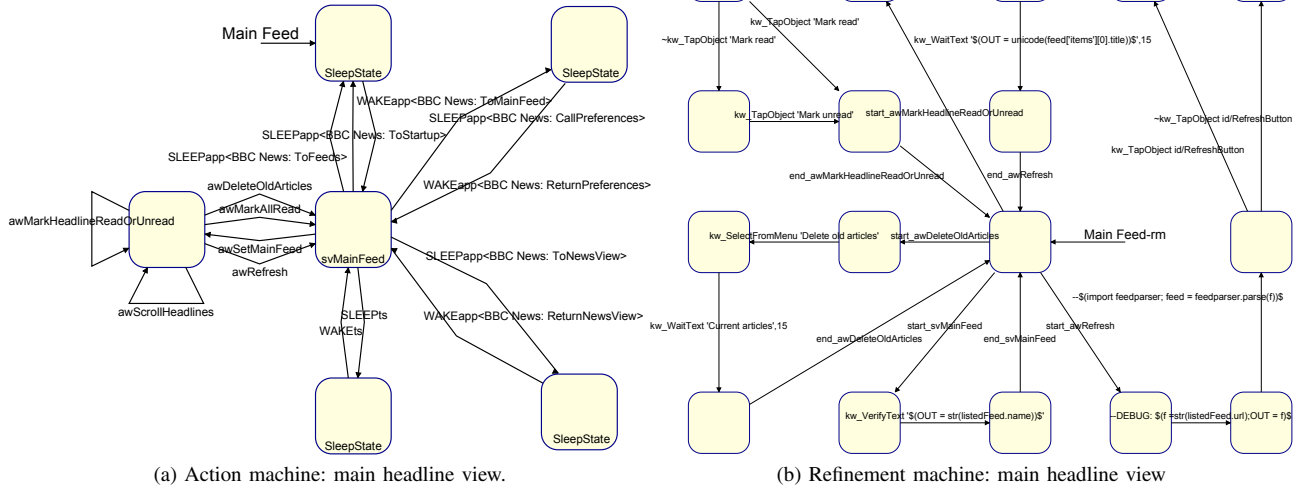 Main Feed
SleepState
SleepState
WAKEapp<BBC News: ToMainFeed>
SLEEPapp<BBC News: CallPreferences>
SLEEPapp<BBC News: ToStartup>
SLEEPapp<BBC News: ToFeeds>
WAKEapp<BBC News: ReturnPreferences>
awDeleteOldArticles
awMarkAllRead
awMarkHeadlineReadOrUnread
awSetMainFeed
awRefresh
svMainFeed
SLEEPapp<BBC News: ToNewsView>
awScrollHeadlines
SLEEPts
WAKEts
WAKEapp<BBC News: ReturnNewsView>
SleepState
SleepState
(a) Action machine: main headline view.
kw_TapObject 'Mark read'
~kw_TapObject 'Mark read'
kw_WaitText '$(OUT = unicode(feed['items'][0].title))$',15
kw_TapObject 'Mark unread'
start_awMarkHeadlineReadOrUnread
~kw_TapObject id/RefreshButton
kw_TapObject id/RefreshButton
end_awMarkHeadlineReadOrUnread
end_awRefresh
kw_SelectFromMenu 'Delete old articles'
start_awDeleteOldArticles
Main Feed-rm
--$(import feedparser; feed = feedparser.parse(f))$
kw_WaitText 'Current articles',15
end_awDeleteOldArticles
start_svMainFeed
end_svMainFeed
start_awRefresh
kw_VerifyText '$(OUT = str(listedFeed.name))$'
--DEBUG: $(f =str(listedFeed.url);OUT = f)$
(b) Refinement machine: main headline view